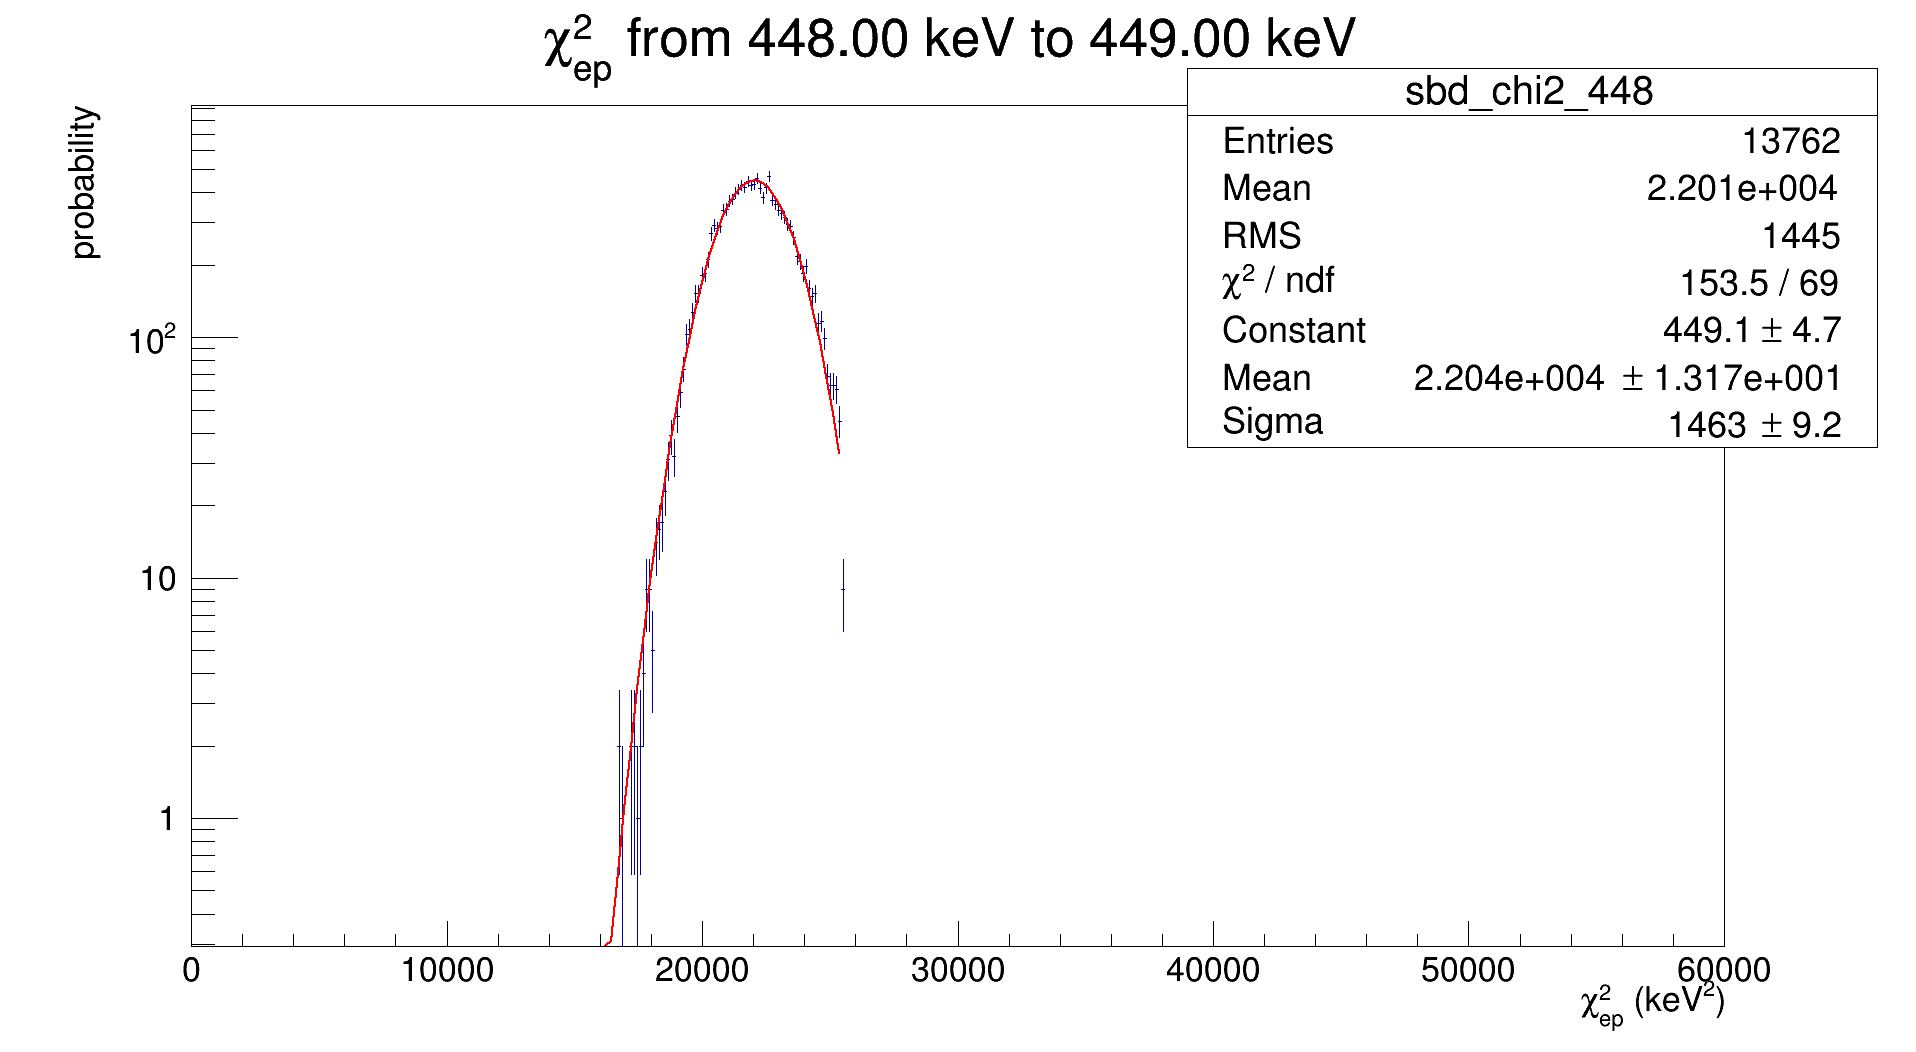 χ²ep from 448.00 keV to 449.00 keV
sbd_chi2_448
Entries 13762
Mean 2.201e+004
RMS 1445
χ² / ndf 153.5 / 69
Constant 449.1 ± 4.7
Mean 2.204e+004 ± 1.317e+001
Sigma 1463 ± 9.2
probability
10²
10
1
0 10000 20000 30000 40000 50000 60000
χ²ep (keV²)